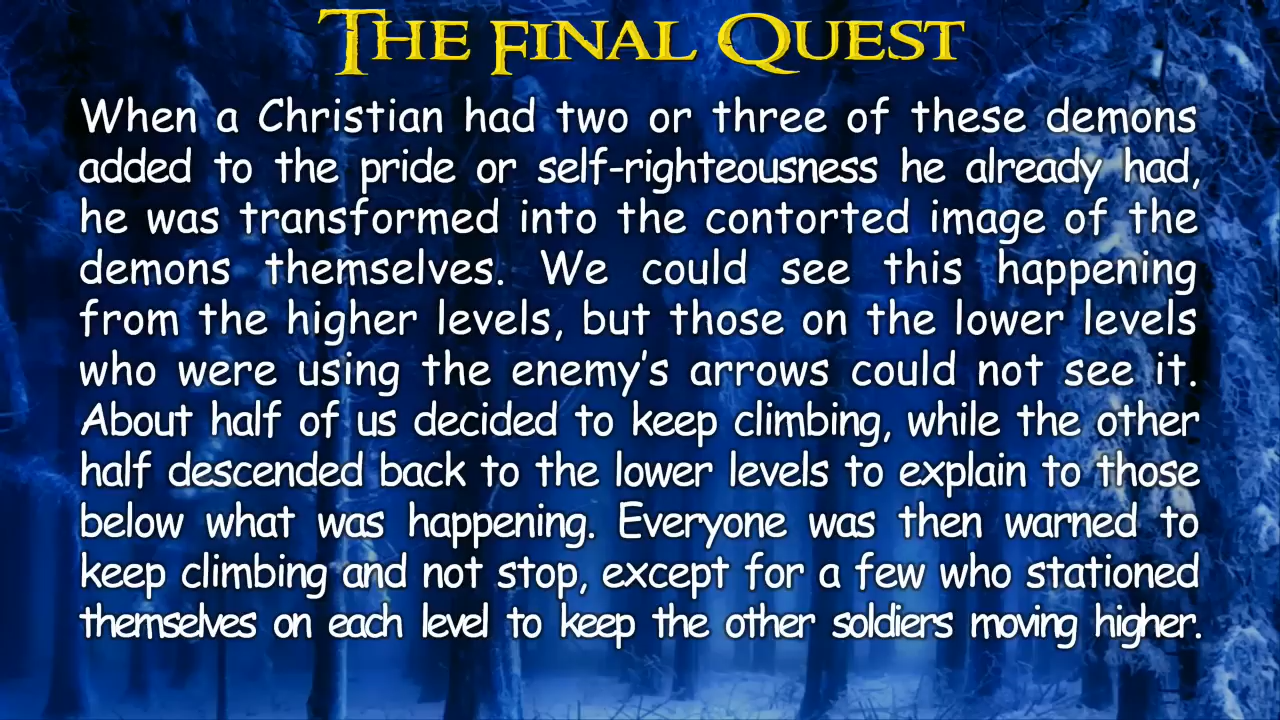 The Final Quest
When a Christian had two or three of these demons
added to the pride or self-righteousness he already had,
he was transformed into the contorted image of the
demons themselves. We could see this happening
from the higher levels, but those on the lower levels
who were using the enemy's arrows could not see it.
About half of us decided to keep climbing, while the other
half descended back to the lower levels to explain to those
below what was happening. Everyone was then warned to
keep climbing and not stop, except for a few who stationed
themselves on each level to keep the other soldiers moving higher.